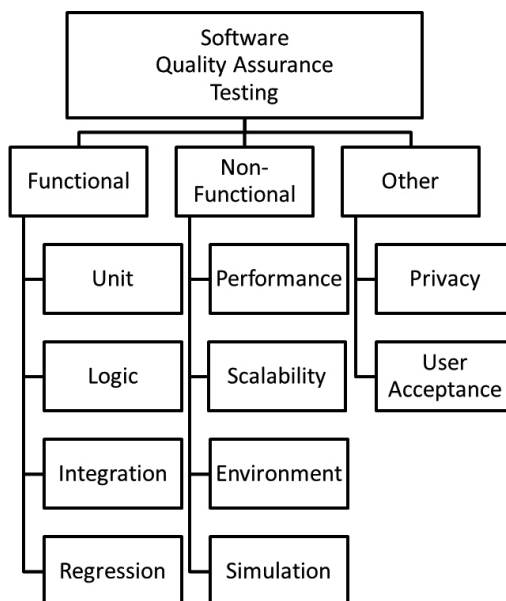 Software
Quality Assurance
Testing
Functional
Non-
Functional
Other
Unit
Performance
Privacy
Logic
Scalability
User
Acceptance
Integration
Environment
Regression
Simulation